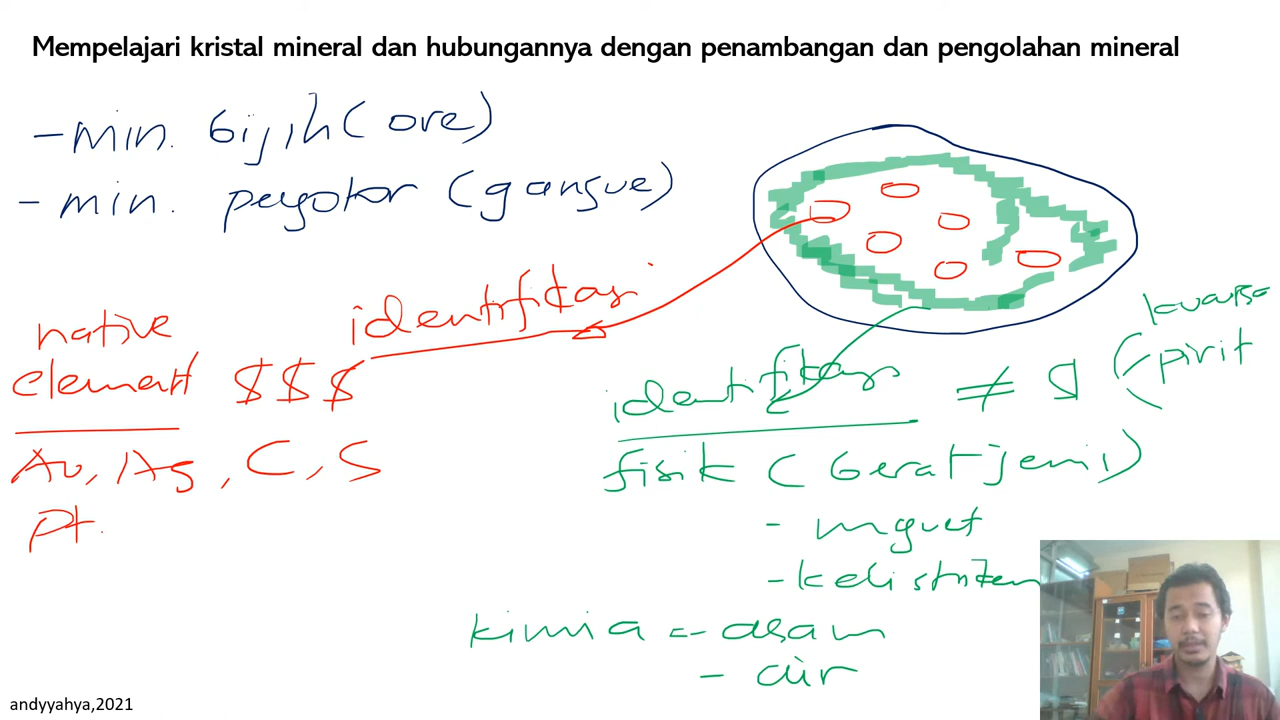 Mempelajari kristal mineral dan hubungannya dengan penambangan dan pengolahan mineral
- min. bijih (ore)
- min. pengotor (gangue)
identifikasi
native
element $$$
Au, Ag, C, S
Pt
kuarsa
identifikasi ≠ $ (pirit
fisik (berat jenis)
- mgnet
- kelistrikan
kimia = - asam
- air
andyyahya,2021